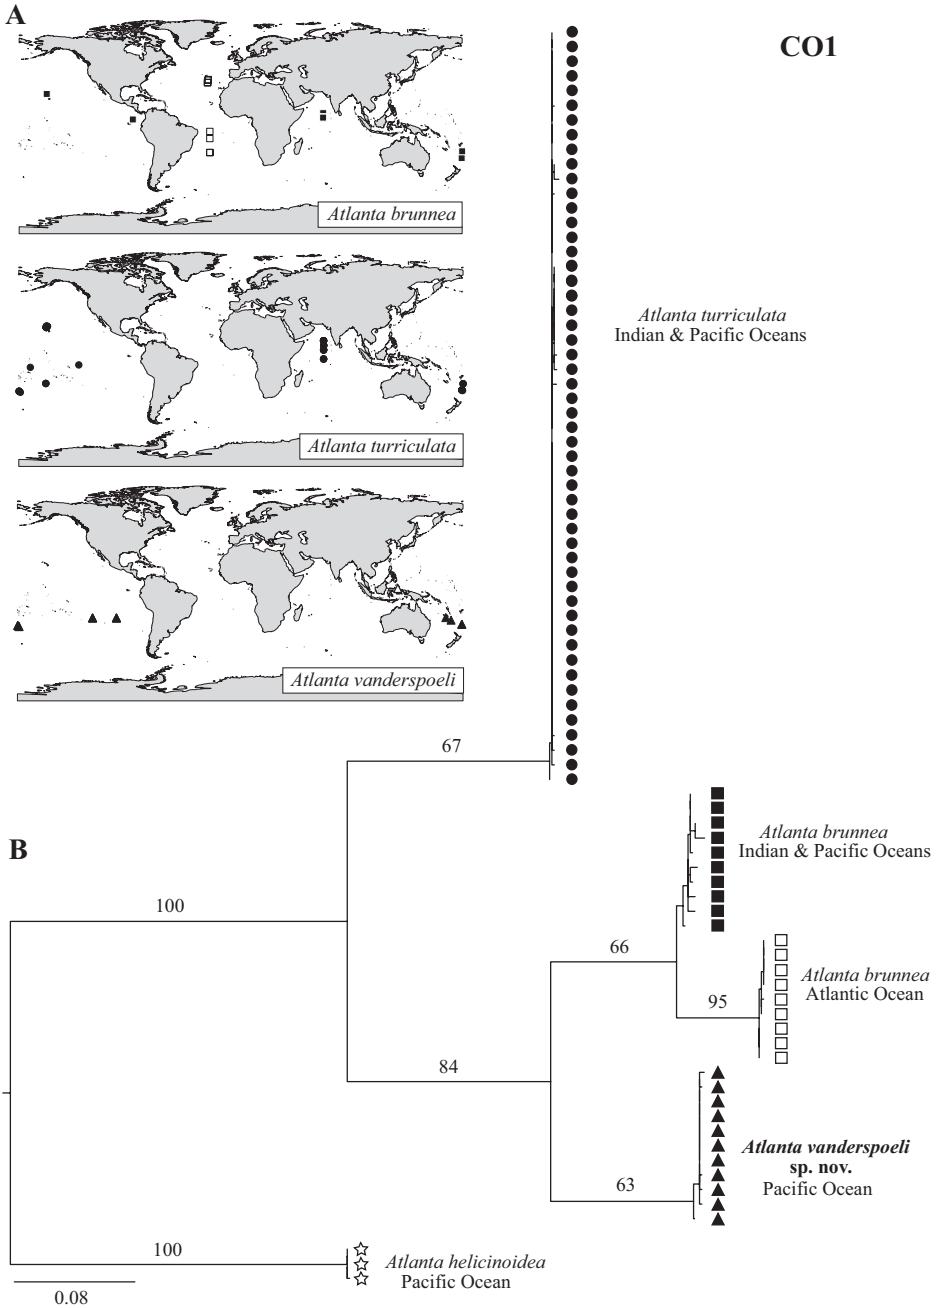 A
CO1
Atlanta brunnea
Atlanta turriculata
Indian & Pacific Oceans
Atlanta turriculata
Atlanta vanderspoeli
67
B
Atlanta brunnea
Indian & Pacific Oceans
100
66
Atlanta brunnea
Atlantic Ocean
95
84
Atlanta vanderspoeli
sp. nov.
Pacific Ocean
63
100
Atlanta helicinoidea
Pacific Ocean
0.08